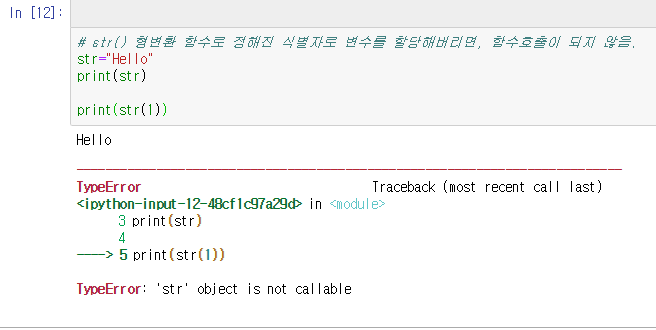 In [12]:
# str() 형변환 함수로 정해진 식별자로 변수를 할당해버리면, 함수호출이 되지 않음.
str="Hello"
print(str)
print(str(1))
Hello
TypeError Traceback (most recent call last)
<ipython-input-12-48cf1c97a29d> in <module>
3 print(str)
4
----> 5 print(str(1))
TypeError: 'str' object is not callable